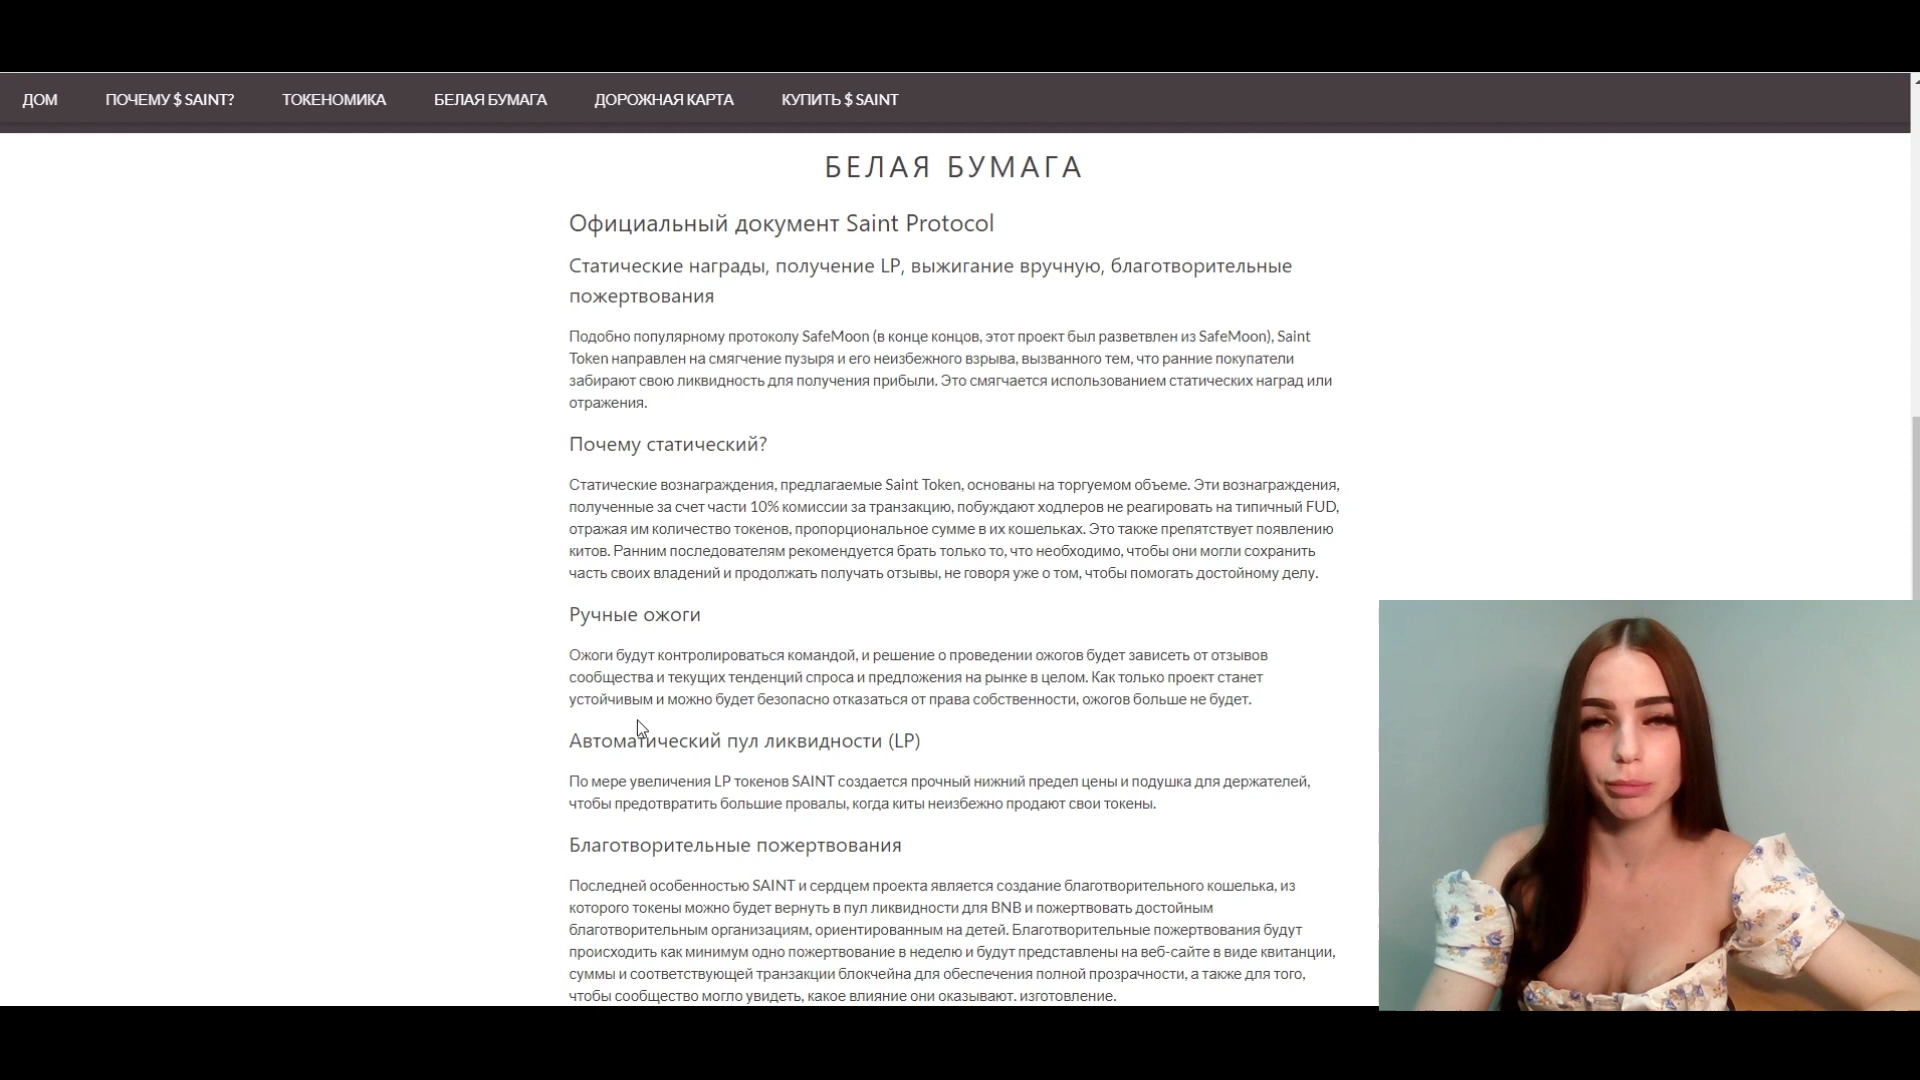 ДОМ ПОЧЕМУ $ SAINT? ТОКЕНОМИКА БЕЛАЯ БУМАГА ДОРОЖНАЯ КАРТА КУПИТЬ $ SAINT
БЕЛАЯ БУМАГА
Официальный документ Saint Protocol
Статические награды, получение LP, выжигание вручную, благотворительные
пожертвования
Подобно популярному протоколу SafeMoon (в конце концов, этот проект был разветвлен из SafeMoon), Saint
Token направлен на смягчение пузыря и его неизбежного взрыва, вызванного тем, что ранние покупатели
забирают свою ликвидность для получения прибыли. Это смягчается использованием статических наград или
отражения.
Почему статический?
Статические вознаграждения, предлагаемые Saint Token, основаны на торгуемом объеме. Эти вознаграждения,
полученные за счет части 10% комиссии за транзакцию, побуждают ходлеров не реагировать на типичный FUD,
отражая им количество токенов, пропорциональное сумме в их кошельках. Это также препятствует появлению
китов. Ранним последователям рекомендуется брать только то, что необходимо, чтобы они могли сохранить
часть своих владений и продолжать получать отзывы, не говоря уже о том, чтобы помогать достойному делу.
Ручные ожоги
Ожоги будут контролироваться командой, и решение о проведении ожогов будет зависеть от отзывов
сообщества и текущих тенденций спроса и предложения на рынке в целом. Как только проект станет
устойчивым и можно будет безопасно отказаться от права собственности, ожогов больше не будет.
Автоматический пул ликвидности (LP)
По мере увеличения LP токенов SAINT создается прочный нижний предел цены и подушка для держателей,
чтобы предотвратить большие провалы, когда киты неизбежно продают свои токены.
Благотворительные пожертвования
Последней особенностью SAINT и сердцем проекта является создание благотворительного кошелька, из
которого токены можно будет вернуть в пул ликвидности для BNB и пожертвовать достойным
благотворительным организациям, ориентированным на детей. Благотворительные пожертвования будут
происходить как минимум одно пожертвование в неделю и будут представлены на веб-сайте в виде квитанции,
суммы и соответствующей транзакции блокчейна для обеспечения полной прозрачности, а также для того,
чтобы сообщество могло увидеть, какое влияние они оказывают. изготовление.